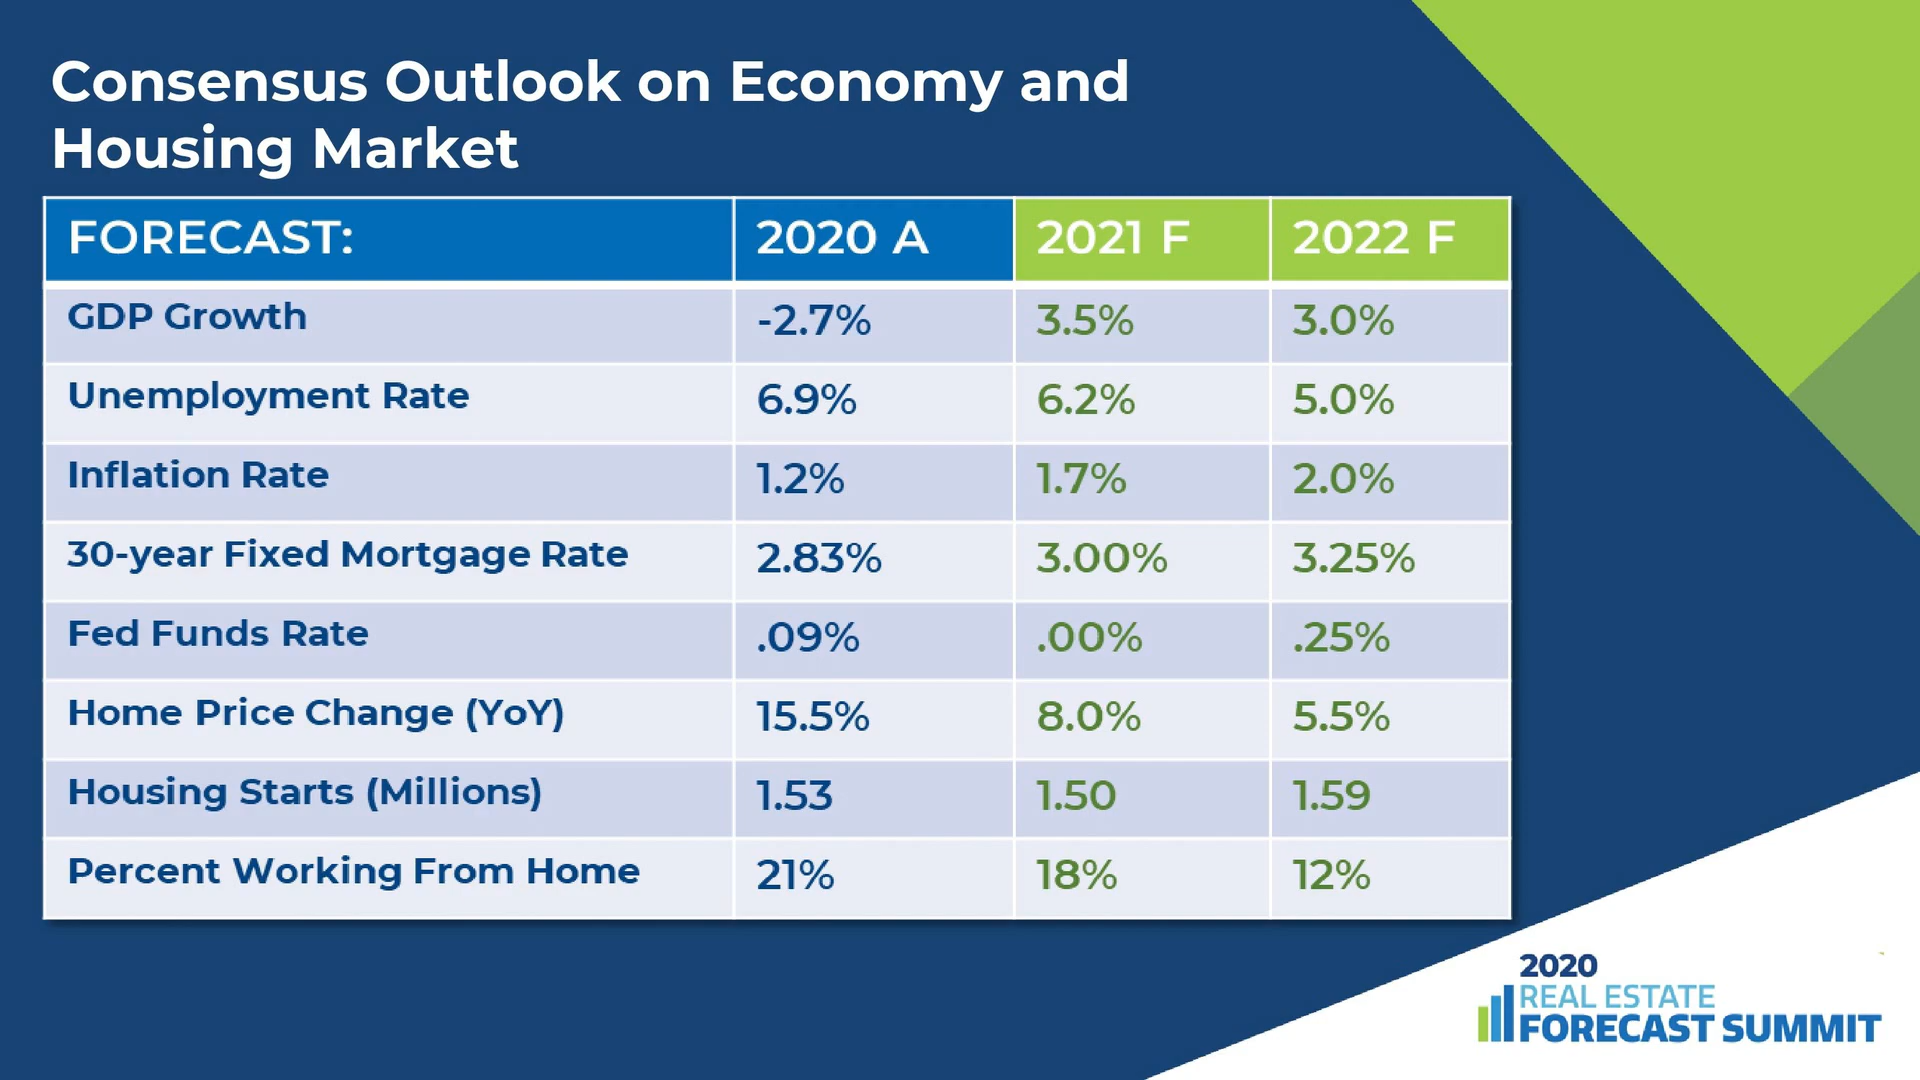 Consensus Outlook on Economy and
Housing Market
FORECAST: 2020 A 2021 F 2022 F
GDP Growth -2.7% 3.5% 3.0%
Unemployment Rate 6.9% 6.2% 5.0%
Inflation Rate 1.2% 1.7% 2.0%
30-year Fixed Mortgage Rate 2.83% 3.00% 3.25%
Fed Funds Rate .09% .00% .25%
Home Price Change (YoY) 15.5% 8.0% 5.5%
Housing Starts (Millions) 1.53 1.50 1.59
Percent Working From Home 21% 18% 12%
2020
REAL ESTATE
FORECAST SUMMIT